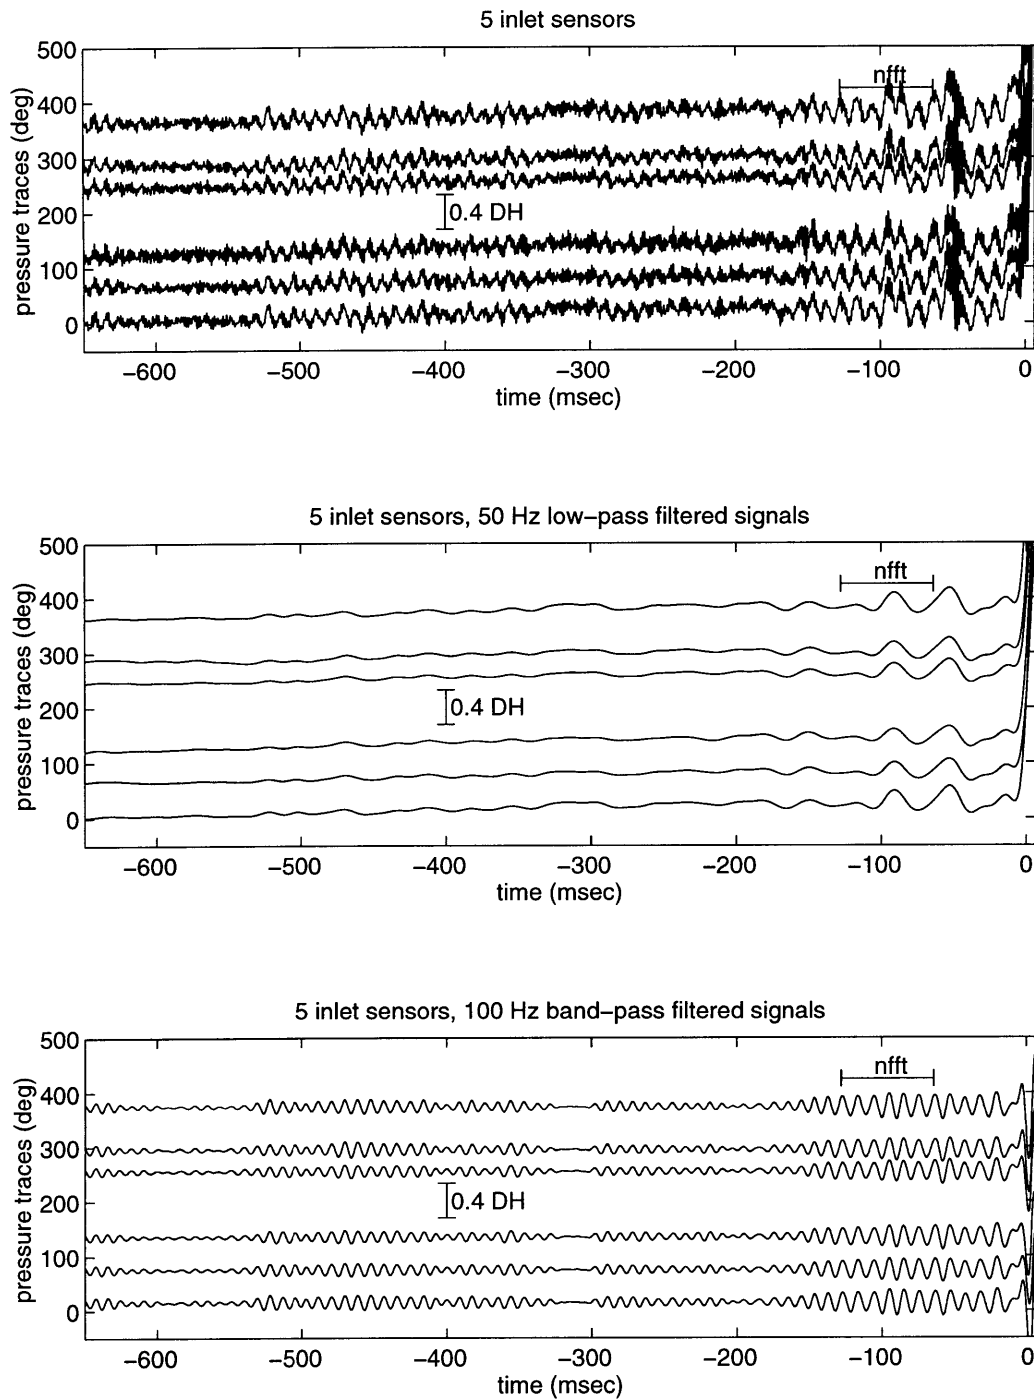 5 inlet sensors
500
400
300
200
100
0
pressure traces (deg)
nfft
0.4 DH
−600 −500 −400 −300 −200 −100 0
time (msec)
5 inlet sensors, 50 Hz low−pass filtered signals
500
400
300
200
100
0
pressure traces (deg)
nfft
0.4 DH
−600 −500 −400 −300 −200 −100 0
time (msec)
5 inlet sensors, 100 Hz band−pass filtered signals
500
400
300
200
100
0
pressure traces (deg)
nfft
0.4 DH
−600 −500 −400 −300 −200 −100 0
time (msec)